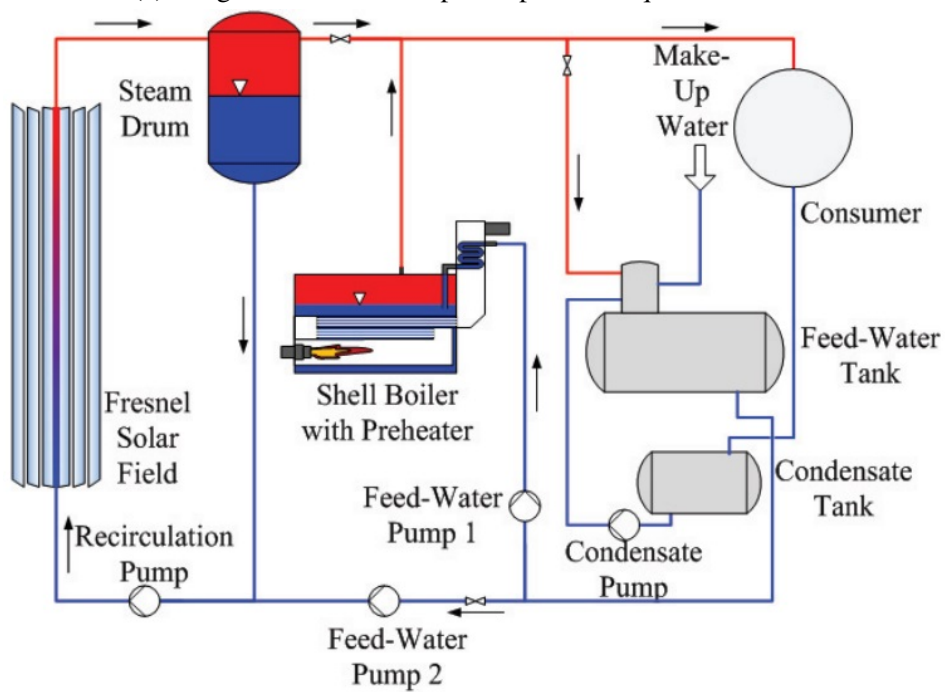 Steam
Drum
Make-
Up
Water
Consumer
Shell Boiler
with Preheater
Feed-Water
Tank
Fresnel
Solar
Field
Condensate
Tank
Feed-Water
Pump 1
Recirculation
Pump
Condensate
Pump
Feed-Water
Pump 2